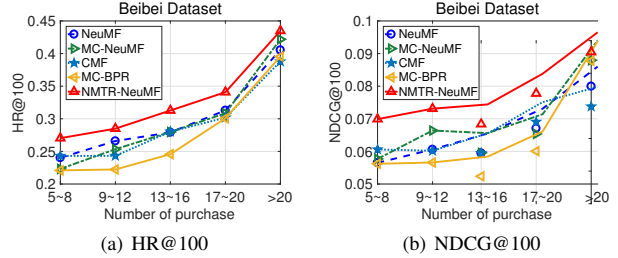 Beibei Dataset
HR@100
0.45
0.4
0.35
0.3
0.25
0.2
NeuMF
MC-NeuMF
CMF
MC-BPR
NMTR-NeuMF
5~8 9~12 13~16 17~20 >20
Number of purchase
(a) HR@100
Beibei Dataset
NDCG@100
0.1
0.09
0.08
0.07
0.06
0.05
NeuMF
MC-NeuMF
CMF
MC-BPR
NMTR-NeuMF
5~8 9~12 13~16 17~20 >20
Number of purchase
(b) NDCG@100